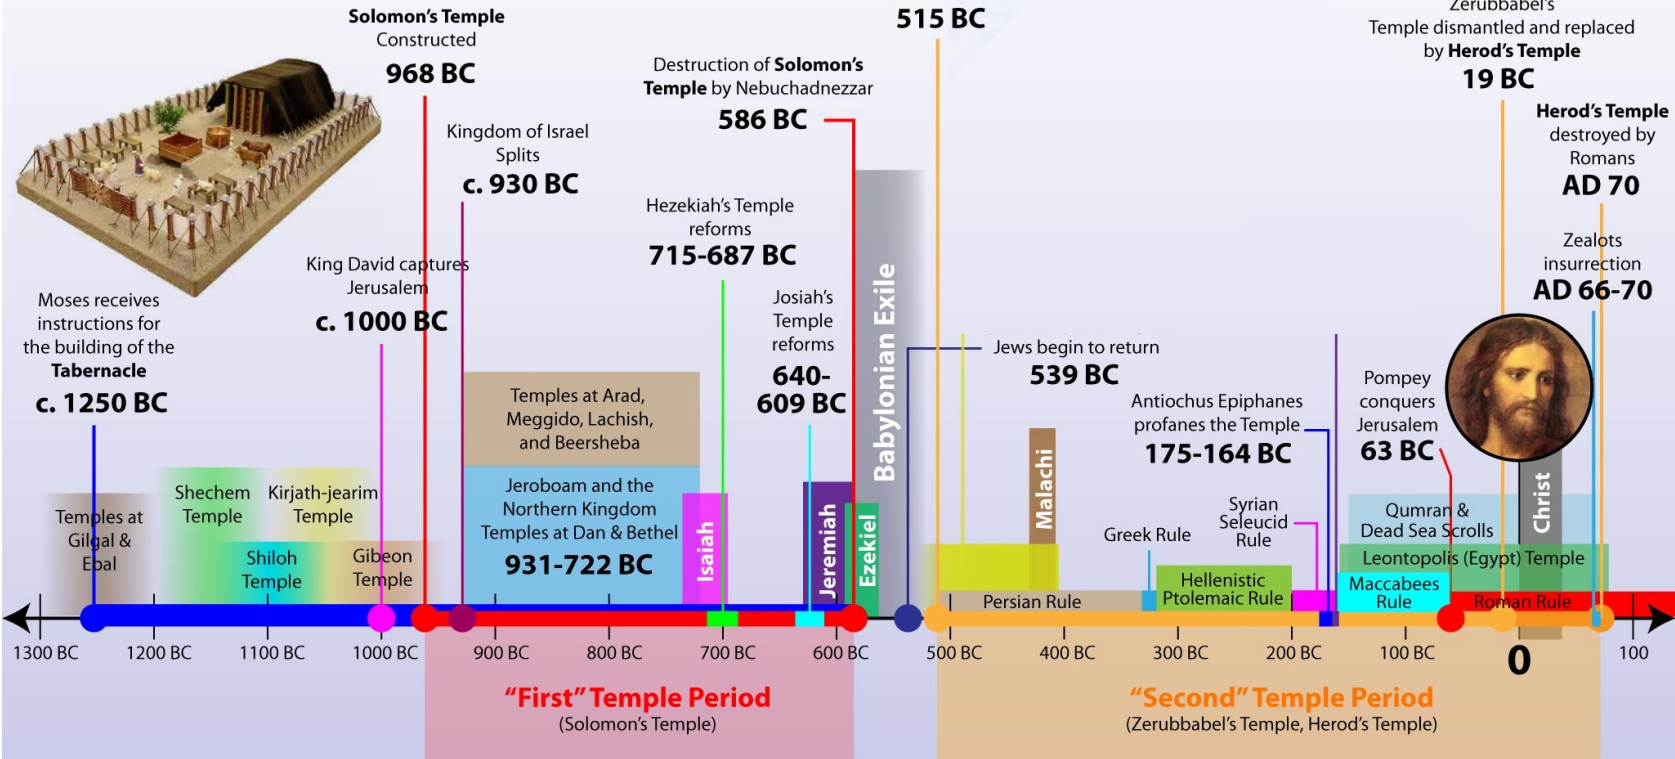 Solomon's Temple
Constructed
968 BC
515 BC
Zerubbabel's
Temple dismantled and replaced
by Herod's Temple
19 BC
Destruction of Solomon's
Temple by Nebuchadnezzar
586 BC
Herod's Temple
destroyed by
Romans
AD 70
Kingdom of Israel
Splits
c. 930 BC
Hezekiah's Temple
reforms
715-687 BC
Zealots
insurrection
AD 66-70
King David captures
Jerusalem
c. 1000 BC
Moses receives
instructions for
the building of the
Tabernacle
c. 1250 BC
Josiah's
Temple
reforms
640-
609 BC
Babylonian Exile
Jews begin to return
539 BC
Antiochus Epiphanes
profanes the Temple
175-164 BC
Pompey
conquers
Jerusalem
63 BC
Temples at Arad,
Meggido, Lachish,
and Beersheba
Jeroboam and the
Northern Kingdom
Temples at Dan & Bethel
931-722 BC
Temples at
Gilgal &
Ebal
Shechem
Temple
Kirjath-jearim
Temple
Shiloh
Temple
Gibeon
Temple
Isaiah
Jeremiah
Ezekiel
Malachi
Greek Rule
Syrian
Seleucid
Rule
Qumran &
Dead Sea Scrolls
Christ
Leontopolis (Egypt) Temple
Persian Rule
Hellenistic
Ptolemaic Rule
Maccabees
Rule
Roman Rule
1300 BC
1200 BC
1100 BC
1000 BC
900 BC
800 BC
700 BC
600 BC
500 BC
400 BC
300 BC
200 BC
100 BC
0
100
"First" Temple Period
(Solomon's Temple)
"Second" Temple Period
(Zerubbabel's Temple, Herod's Temple)